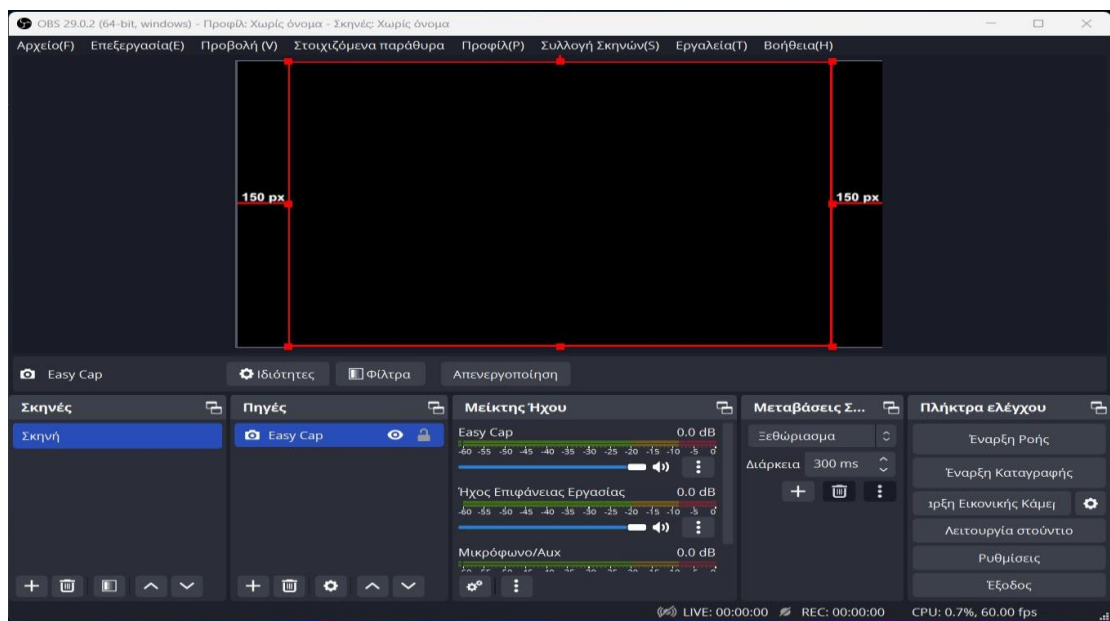 OBS 29.0.2 (64-bit, windows) - Προφίλ: Χωρίς όνομα - Σκηνές: Χωρίς όνομα
Αρχείο(F) Επεξεργασία(E) Προβολή (V) Στοιχιζόμενα παράθυρα Προφίλ(P) Συλλογή Σκηνών(S) Εργαλεία(T) Βοήθεια(H)
150 px 150 px
Easy Cap Ιδιότητες Φίλτρα Απενεργοποίηση
Σκηνές Πηγές Μείκτης Ήχου Μεταβάσεις Σ... Πλήκτρα ελέγχου
Σκηνή
Easy Cap
Easy Cap 0.0 dB
-60 -55 -50 -45 -40 -35 -30 -25 -20 -15 -10 -5 0
Ήχος Επιφάνειας Εργασίας 0.0 dB
-60 -55 -50 -45 -40 -35 -30 -25 -20 -15 -10 -5 0
Μικρόφωνο/Aux 0.0 dB
Ξεθώριασμα
Διάρκεια 300 ms
Έναρξη Ροής
Έναρξη Καταγραφής
ιρξη Εικονικής Κάμερ
Λειτουργία στούντιο
Ρυθμίσεις
Έξοδος
LIVE: 00:00:00 REC: 00:00:00 CPU: 0.7%, 60.00 fps